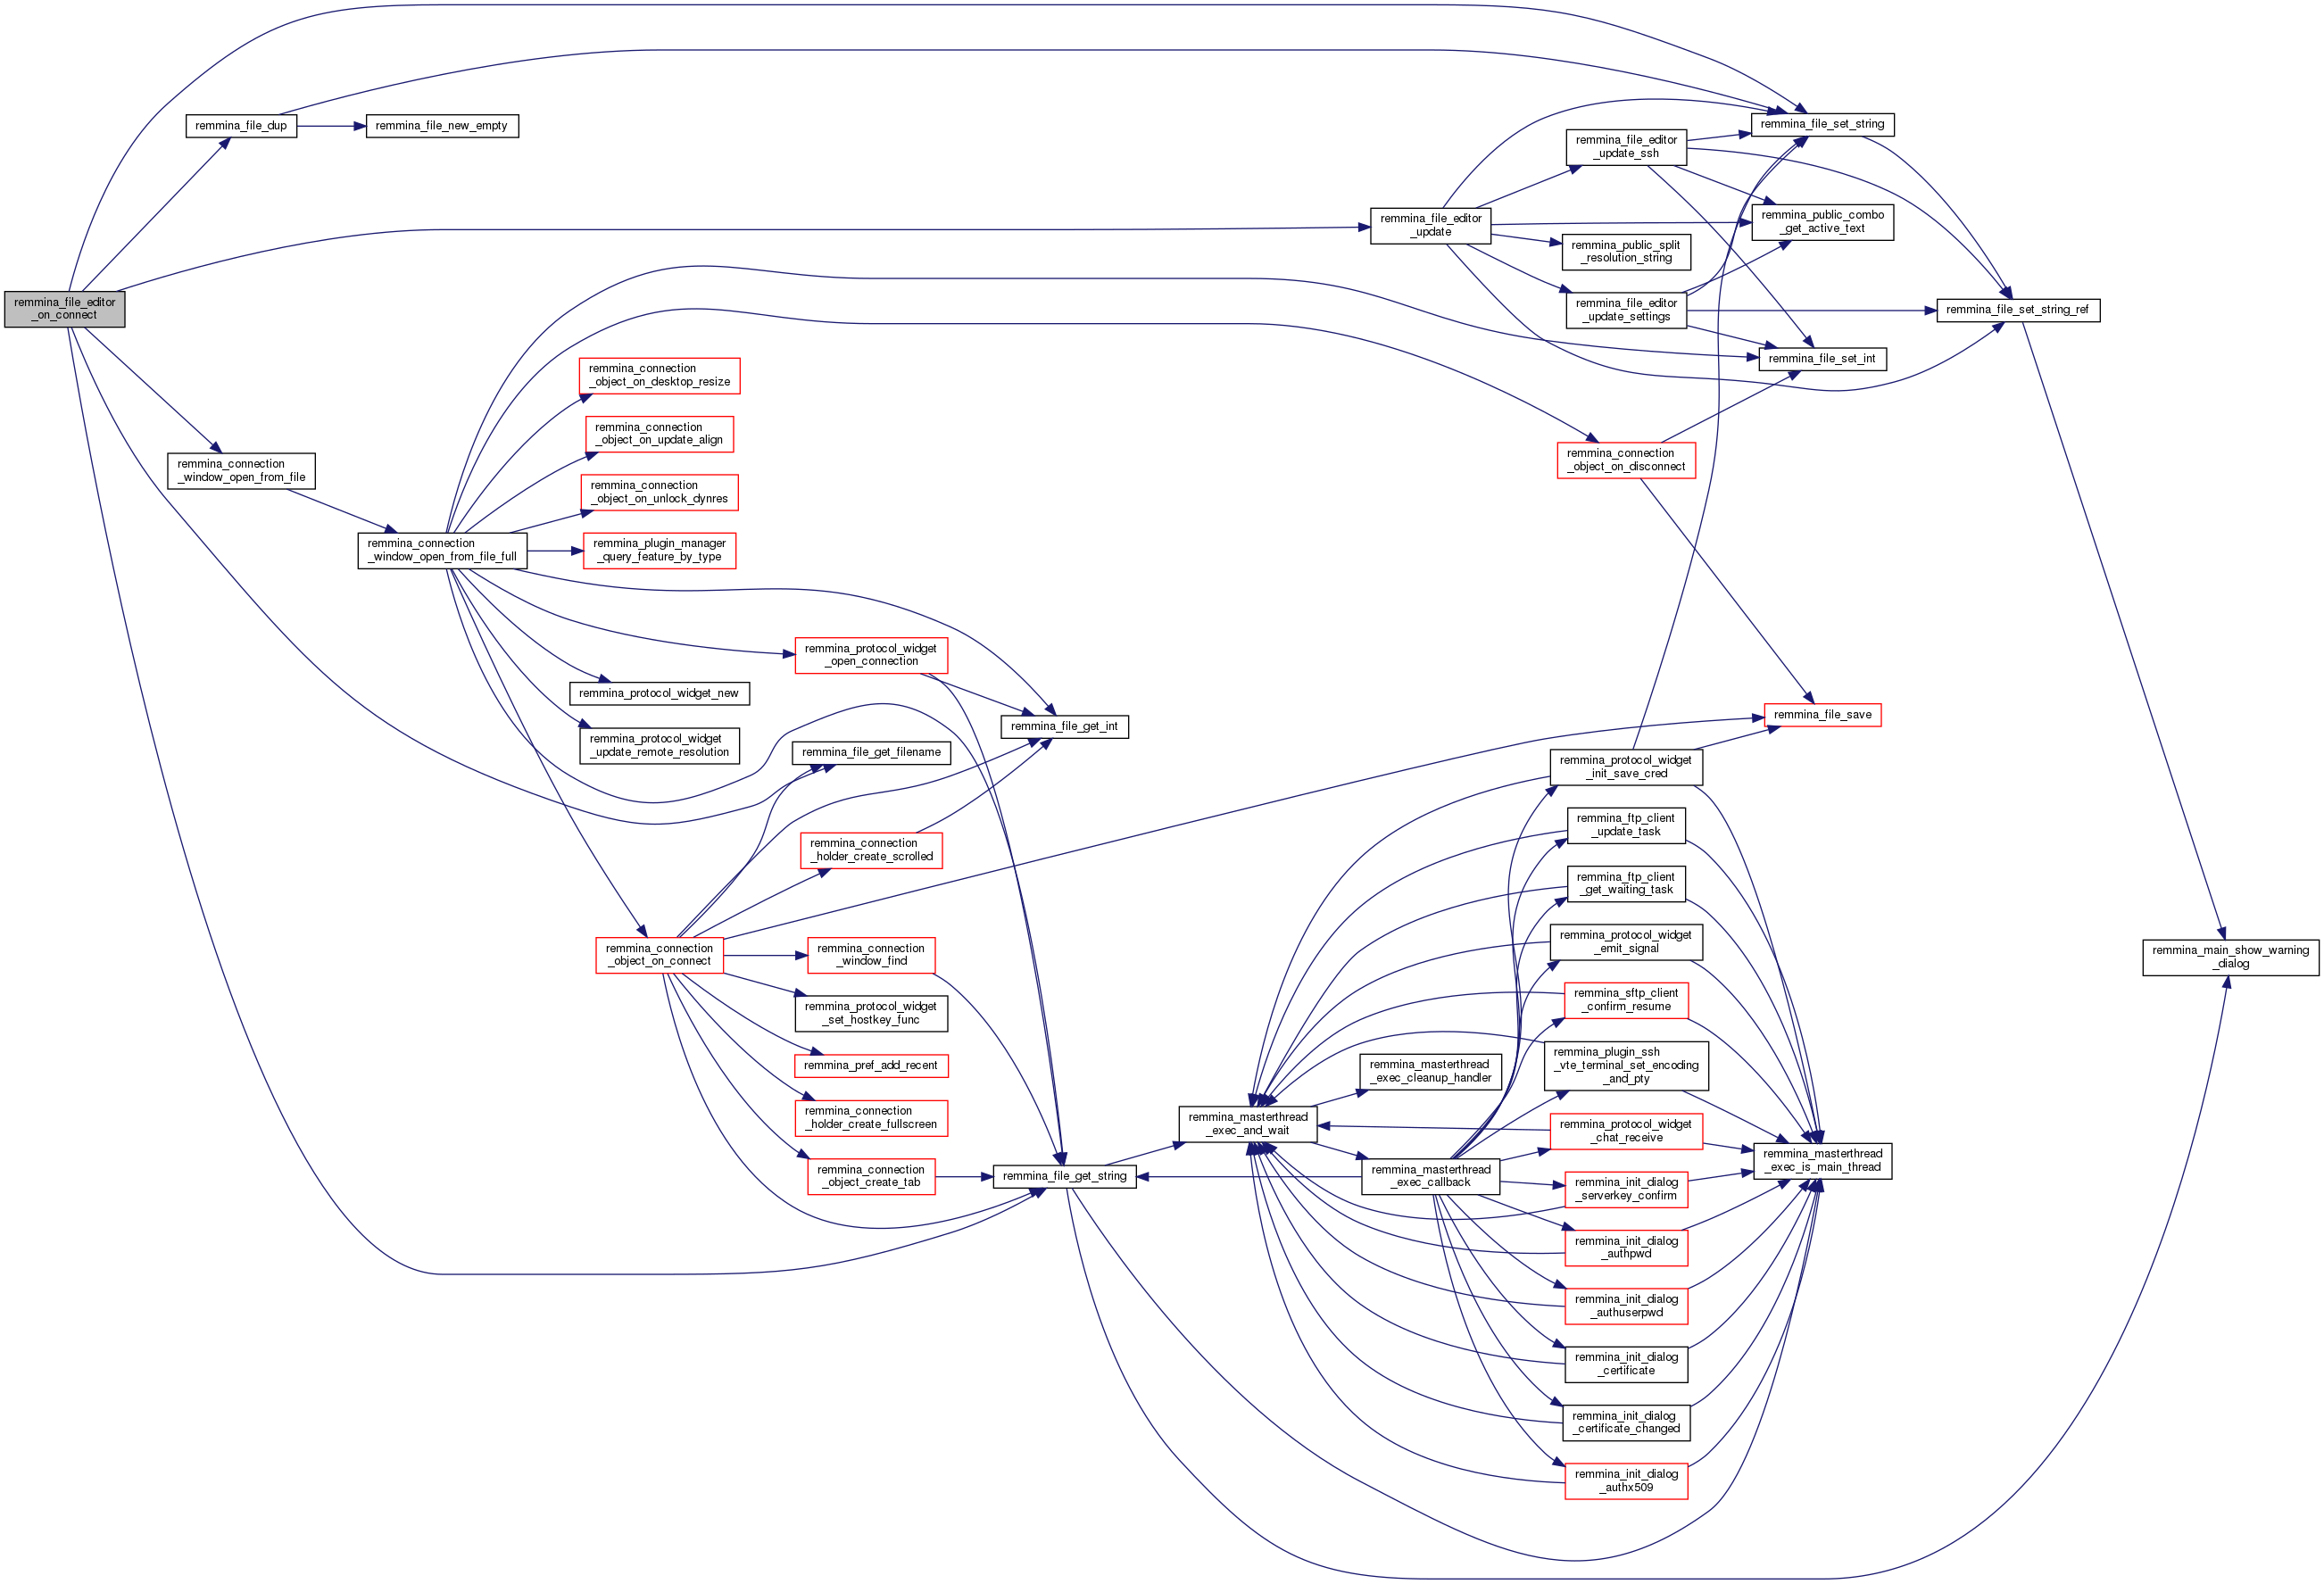 remmina_file_editor
_on_connect
remmina_file_dup
remmina_file_new_empty
remmina_connection
_window_open_from_file
remmina_connection
_window_open_from_file_full
remmina_connection
_object_on_desktop_resize
remmina_connection
_object_on_update_align
remmina_connection
_object_on_unlock_dynres
remmina_plugin_manager
_query_feature_by_type
remmina_protocol_widget
_open_connection
remmina_protocol_widget_new
remmina_protocol_widget
_update_remote_resolution
remmina_file_get_int
remmina_file_get_filename
remmina_connection
_holder_create_scrolled
remmina_connection
_object_on_connect
remmina_connection
_window_find
remmina_protocol_widget
_set_hostkey_func
remmina_pref_add_recent
remmina_connection
_holder_create_fullscreen
remmina_connection
_object_create_tab
remmina_file_get_string
remmina_file_editor
_update
remmina_file_editor
_update_ssh
remmina_public_split
_resolution_string
remmina_file_editor
_update_settings
remmina_file_set_string
remmina_public_combo
_get_active_text
remmina_file_set_int
remmina_file_set_string_ref
remmina_connection
_object_on_disconnect
remmina_file_save
remmina_protocol_widget
_init_save_cred
remmina_ftp_client
_update_task
remmina_ftp_client
_get_waiting_task
remmina_protocol_widget
_emit_signal
remmina_sftp_client
_confirm_resume
remmina_plugin_ssh
_vte_terminal_set_encoding
_and_pty
remmina_masterthread
_exec_cleanup_handler
remmina_masterthread
_exec_and_wait
remmina_masterthread
_exec_callback
remmina_protocol_widget
_chat_receive
remmina_init_dialog
_serverkey_confirm
remmina_init_dialog
_authpwd
remmina_init_dialog
_authuserpwd
remmina_init_dialog
_certificate
remmina_init_dialog
_certificate_changed
remmina_init_dialog
_authx509
remmina_masterthread
_exec_is_main_thread
remmina_main_show_warning
_dialog